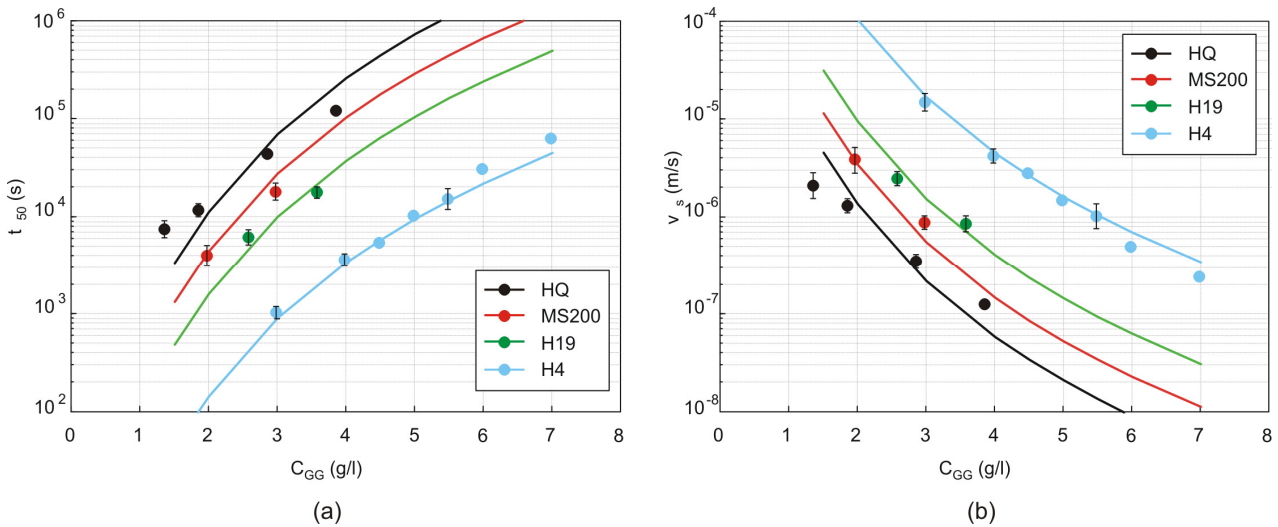 10^6
10^5
10^4
10^3
10^2
t_50 (s)
HQ
MS200
H19
H4
0 1 2 3 4 5 6 7 8
C_GG (g/l)
(a)
10^-4
10^-5
10^-6
10^-7
10^-8
v_s (m/s)
HQ
MS200
H19
H4
0 1 2 3 4 5 6 7 8
C_GG (g/l)
(b)